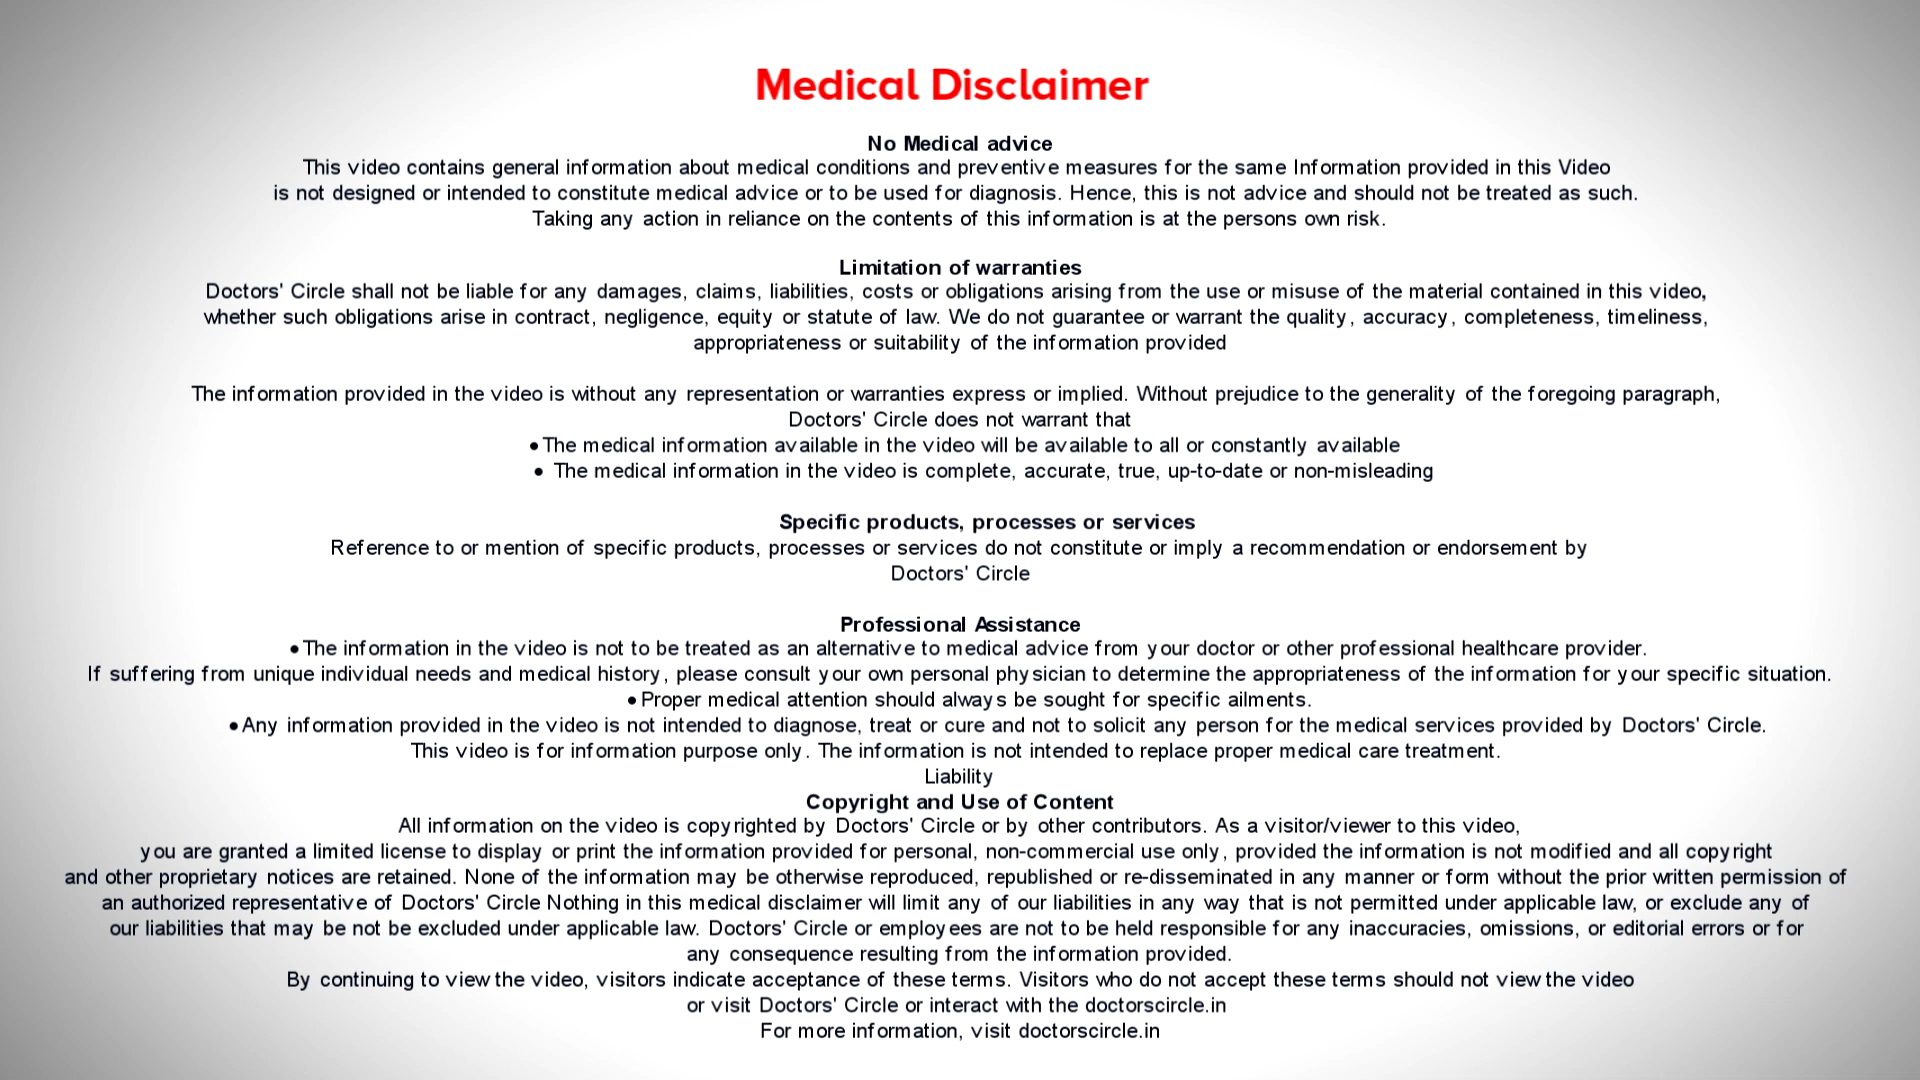 Medical Disclaimer
No Medical advice
This video contains general information about medical conditions and preventive measures for the same Information provided in this Video
is not designed or intended to constitute medical advice or to be used for diagnosis. Hence, this is not advice and should not be treated as such.
Taking any action in reliance on the contents of this information is at the persons own risk.
Limitation of warranties
Doctors' Circle shall not be liable for any damages, claims, liabilities, costs or obligations arising from the use or misuse of the material contained in this video,
whether such obligations arise in contract, negligence, equity or statute of law. We do not guarantee or warrant the quality, accuracy, completeness, timeliness,
appropriateness or suitability of the information provided
The information provided in the video is without any representation or warranties express or implied. Without prejudice to the generality of the foregoing paragraph,
Doctors' Circle does not warrant that
• The medical information available in the video will be available to all or constantly available
• The medical information in the video is complete, accurate, true, up-to-date or non-misleading
Specific products, processes or services
Reference to or mention of specific products, processes or services do not constitute or imply a recommendation or endorsement by
Doctors' Circle
Professional Assistance
• The information in the video is not to be treated as an alternative to medical advice from your doctor or other professional healthcare provider.
If suffering from unique individual needs and medical history, please consult your own personal physician to determine the appropriateness of the information for your specific situation.
• Proper medical attention should always be sought for specific ailments.
• Any information provided in the video is not intended to diagnose, treat or cure and not to solicit any person for the medical services provided by Doctors' Circle.
This video is for information purpose only. The information is not intended to replace proper medical care treatment.
Liability
Copyright and Use of Content
All information on the video is copyrighted by Doctors' Circle or by other contributors. As a visitor/viewer to this video,
you are granted a limited license to display or print the information provided for personal, non-commercial use only, provided the information is not modified and all copyright
and other proprietary notices are retained. None of the information may be otherwise reproduced, republished or re-disseminated in any manner or form without the prior written permission of
an authorized representative of Doctors' Circle Nothing in this medical disclaimer will limit any of our liabilities in any way that is not permitted under applicable law, or exclude any of
our liabilities that may be not be excluded under applicable law. Doctors' Circle or employees are not to be held responsible for any inaccuracies, omissions, or editorial errors or for
any consequence resulting from the information provided.
By continuing to view the video, visitors indicate acceptance of these terms. Visitors who do not accept these terms should not view the video
or visit Doctors' Circle or interact with the doctorscircle.in
For more information, visit doctorscircle.in